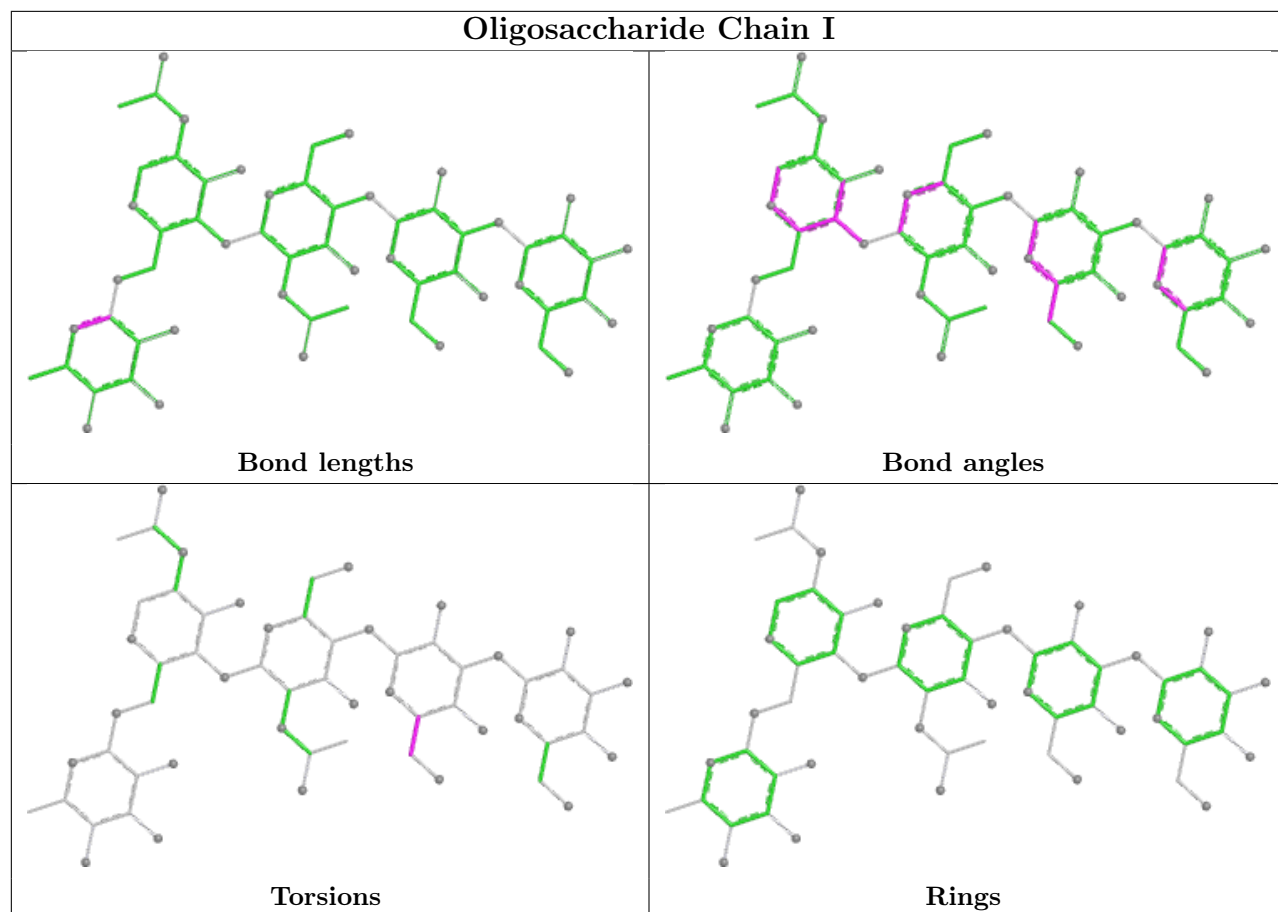 Oligosaccharide Chain I
Bond lengths
Bond angles
Torsions
Rings